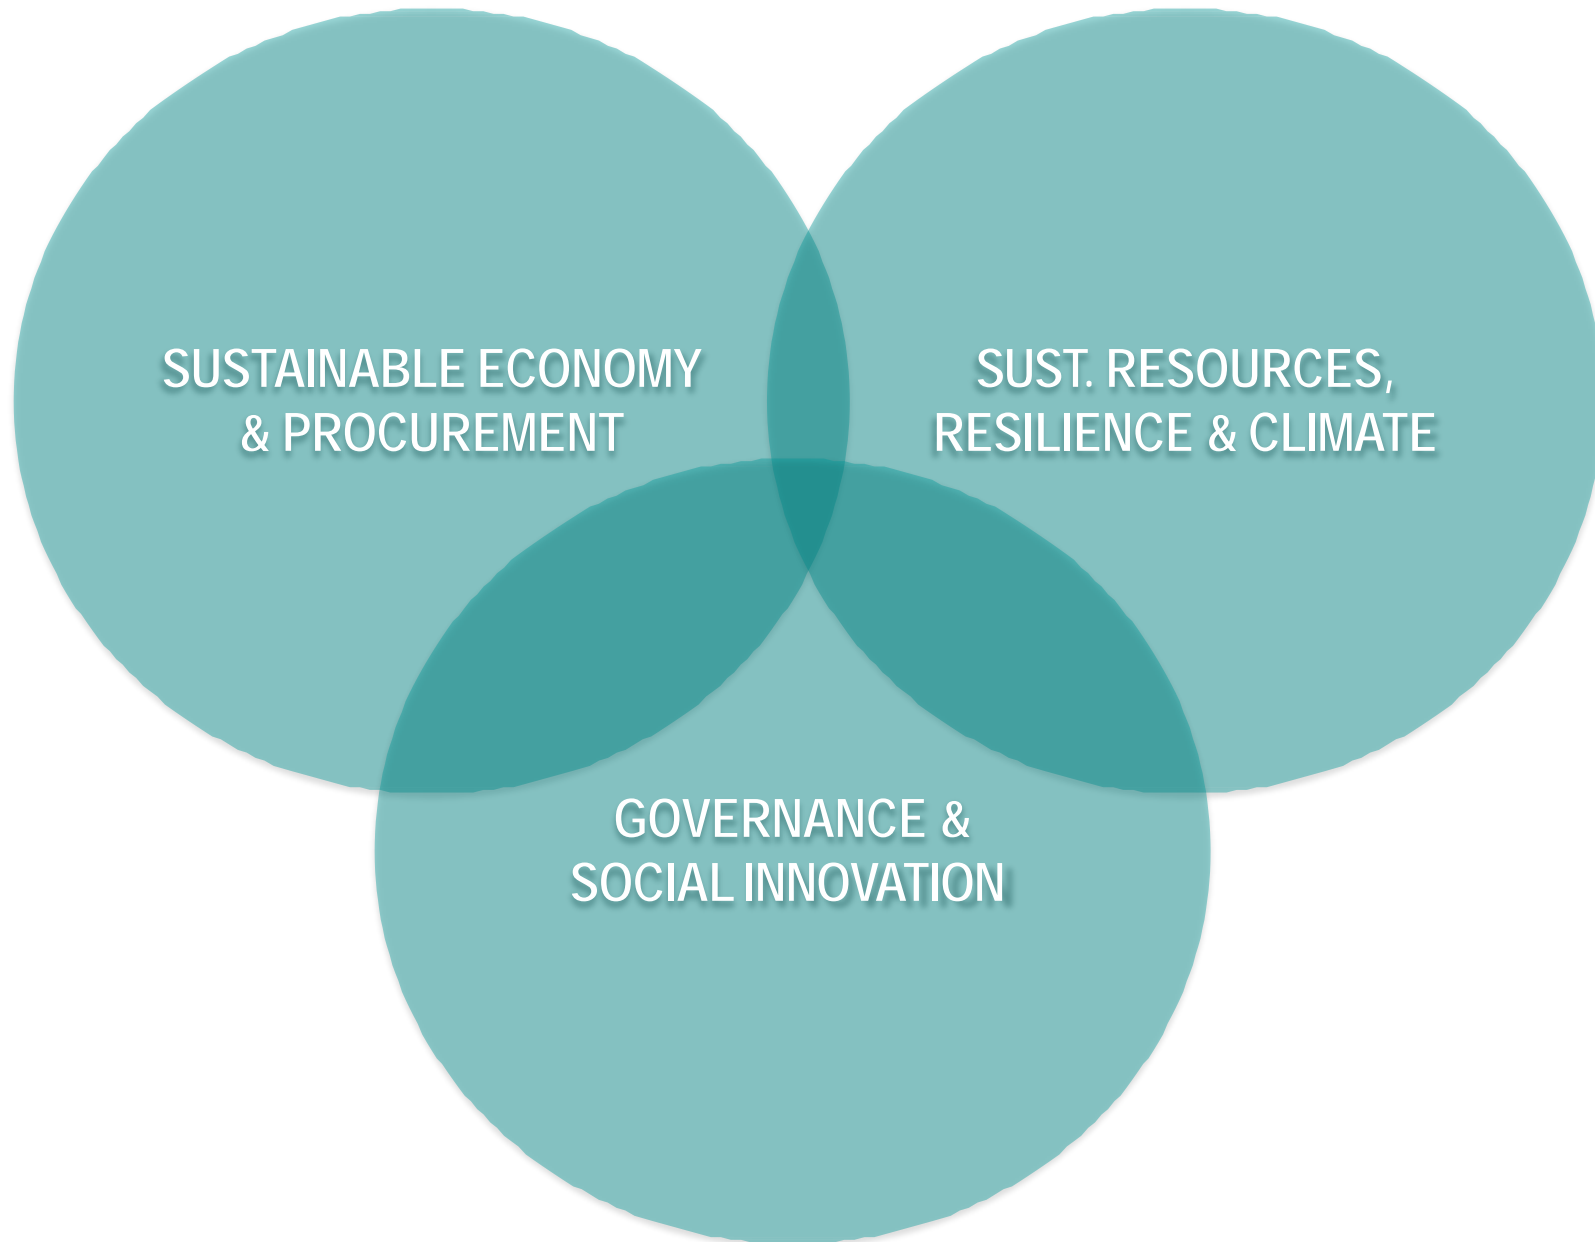 SUSTAINABLE ECONOMY
& PROCUREMENT
SUST. RESOURCES,
RESILIENCE & CLIMATE
GOVERNANCE &
SOCIAL INNOVATION